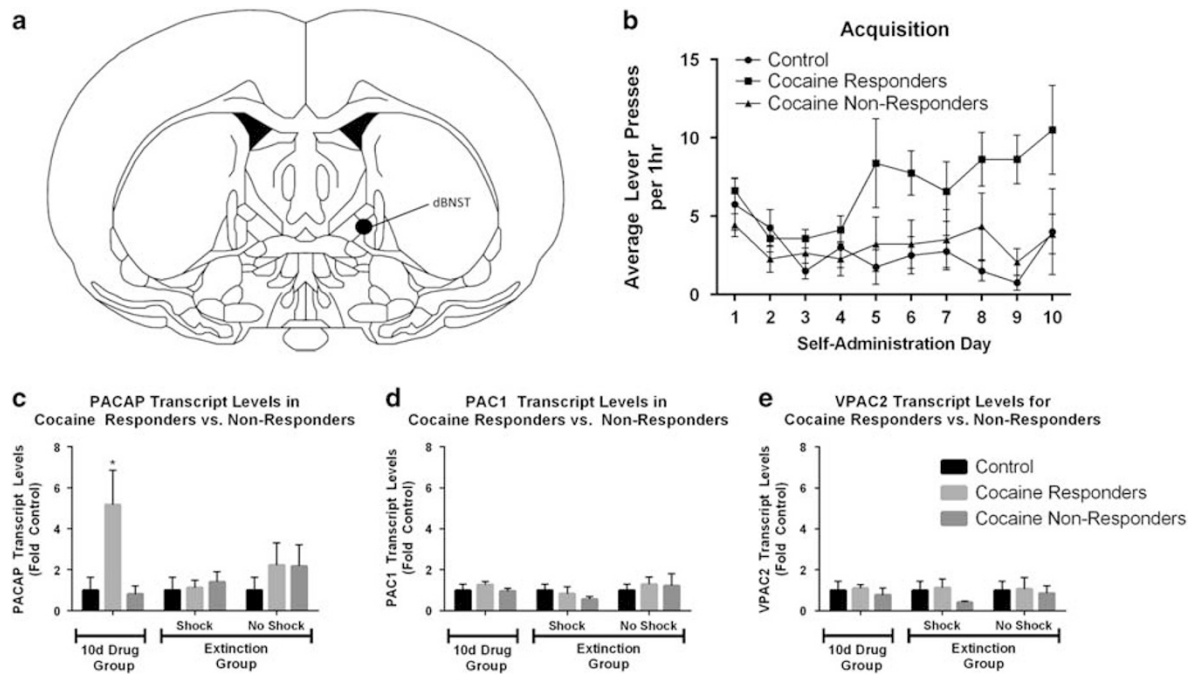 a
dBNST
b
Acquisition
Control
Cocaine Responders
Cocaine Non-Responders
Average Lever Presses
per 1hr
15
10
5
0
1 2 3 4 5 6 7 8 9 10
Self-Administration Day
c
PACAP Transcript Levels in
Cocaine Responders vs. Non-Responders
PACAP Transcript Levels
(Fold Control)
8
6
4
2
0
*
Shock No Shock
10d Drug
Group
Extinction
Group
d
PAC1 Transcript Levels in
Cocaine Responders vs. Non-Responders
PAC1 Transcript Levels
(Fold Control)
8
6
4
2
0
Shock No Shock
10d Drug
Group
Extinction
Group
e
VPAC2 Transcript Levels for
Cocaine Responders vs. Non-Responders
VPAC2 Transcript Levels
(Fold Control)
8
6
4
2
0
Control
Cocaine Responders
Cocaine Non-Responders
Shock No Shock
10d Drug
Group
Extinction
Group